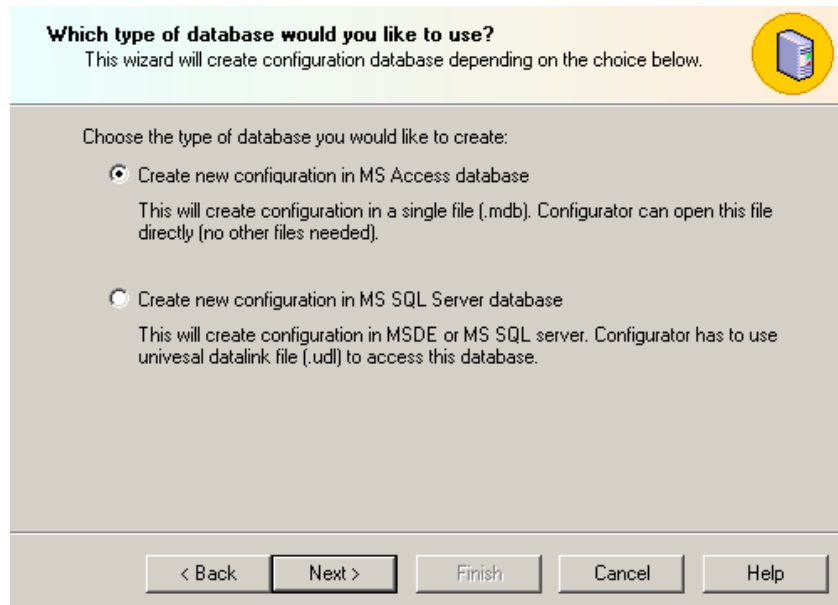 Which type of database would you like to use?
This wizard will create configuration database depending on the choice below.
Choose the type of database you would like to create:
Create new configuration in MS Access database
This will create configuration in a single file (.mdb). Configurator can open this file
directly (no other files needed).
Create new configuration in MS SQL Server database
This will create configuration in MSDE or MS SQL server. Configurator has to use
univesal datalink file (.udl) to access this database.
< Back
Next >
Finish
Cancel
Help